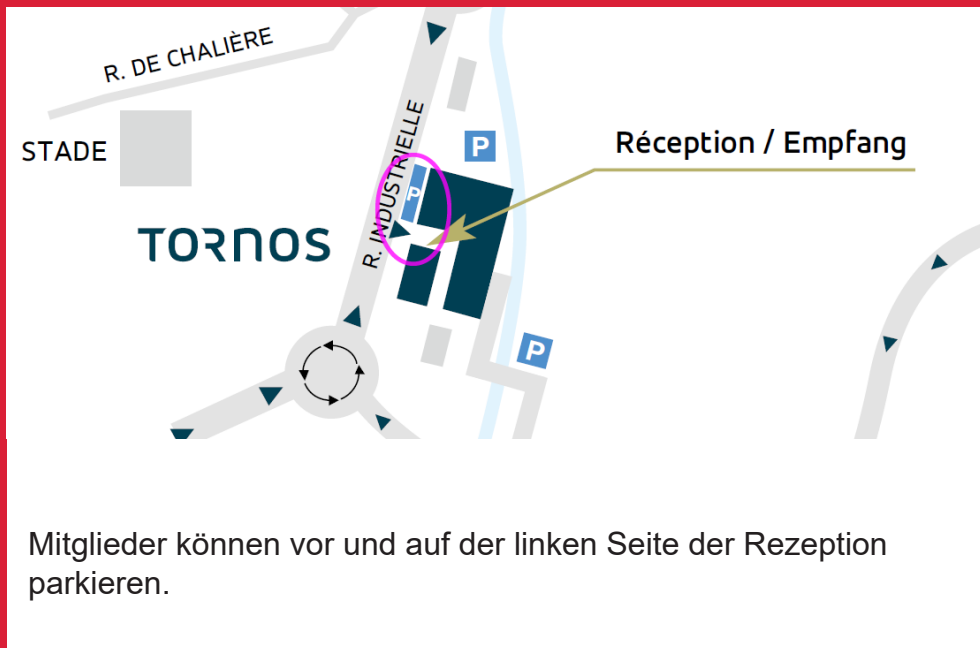 R. DE CHALIÈRE
STADE
R. INDUSTRIELLE
P
Réception / Empfang
P
TORNOS
P
Mitglieder können vor und auf der linken Seite der Rezeption
parkieren.